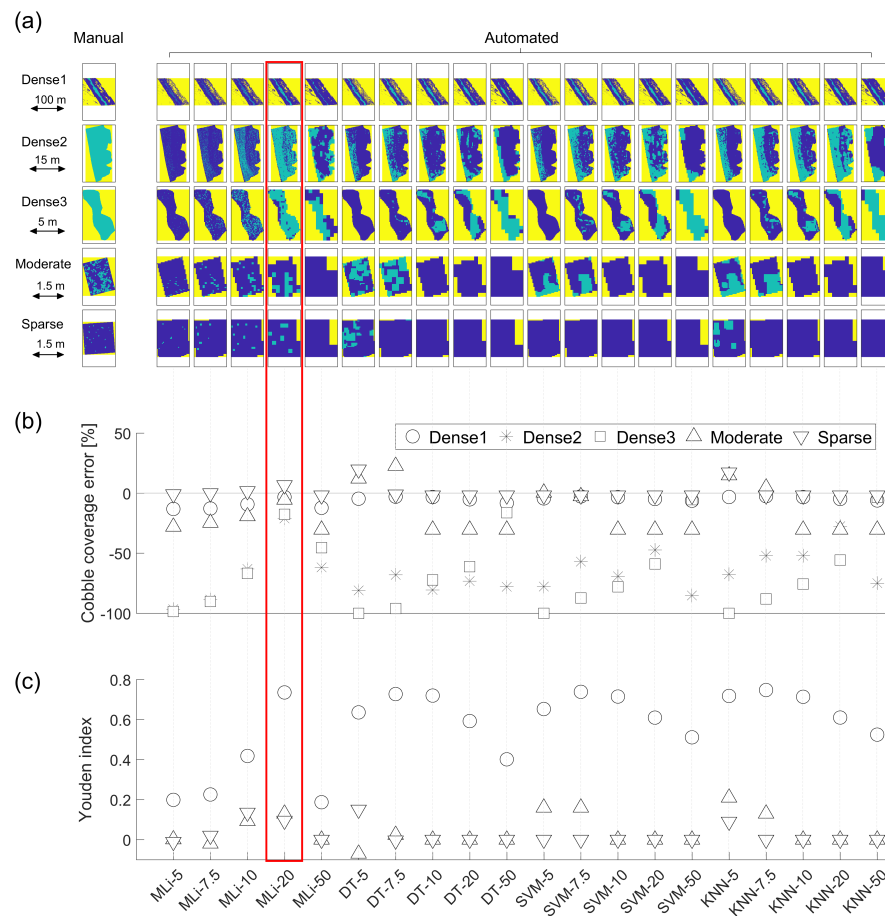 (a)
Manual
Automated
Dense1
100 m
Dense2
15 m
Dense3
5 m
Moderate
1.5 m
Sparse
1.5 m
(b)
Cobble coverage error [%]
50
0
-50
-100
Dense1 Dense2 Dense3 Moderate Sparse
(c)
Youden index
0.8
0.6
0.4
0.2
0
MLi-5 MLi-7.5 MLi-10 MLi-20 MLi-50 DT-5 DT-7.5 DT-10 DT-20 DT-50 SVM-5 SVM-7.5 SVM-10 SVM-20 SVM-50 KNN-5 KNN-7.5 KNN-10 KNN-20 KNN-50